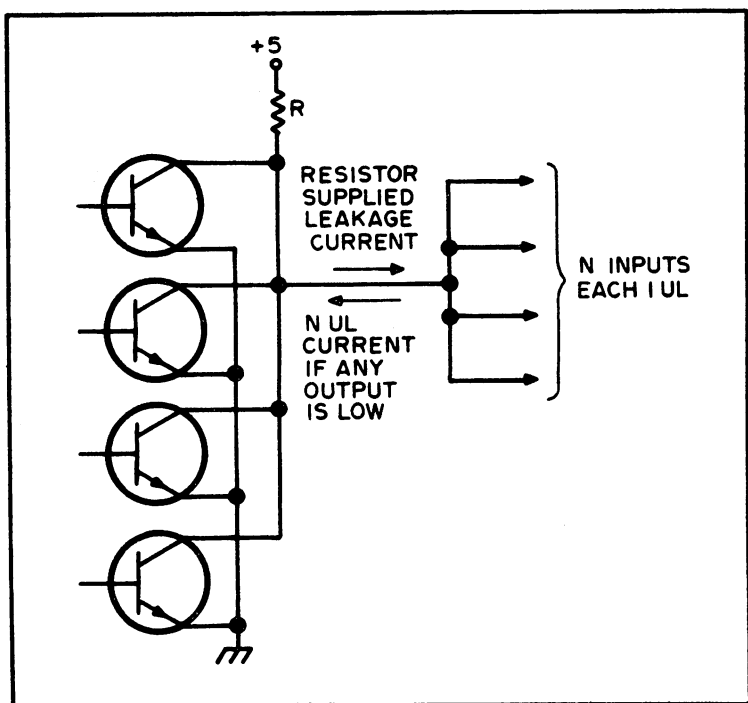 +5
R
RESISTOR
SUPPLIED
LEAKAGE
CURRENT
N UL
CURRENT
IF ANY
OUTPUT
IS LOW
N INPUTS
EACH 1 UL